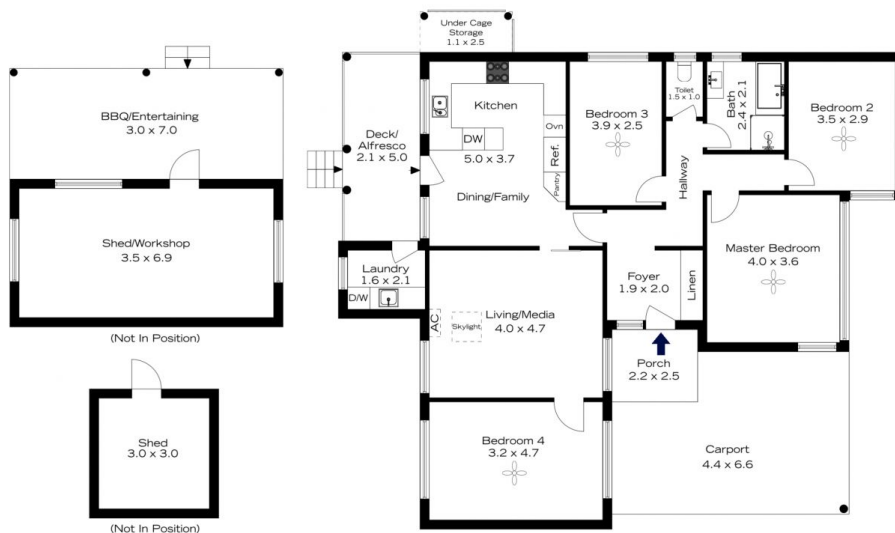 Under Cage
Storage
1.1 x 2.5
BBQ/Entertaining
3.0 x 7.0
Deck/
Alfresco
2.1 x 5.0
Kitchen
DW
5.0 x 3.7
Dining/Family
Ovn
Ref.
Pantry
Bedroom 3
3.9 x 2.5
Toilet
1.5 x 1.0
Bath
2.4 x 2.1
Bedroom 2
3.5 x 2.9
Hallway
Shed/Workshop
3.5 x 6.9
(Not In Position)
Laundry
1.6 x 2.1
D/W
Living/Media
4.0 x 4.7
AC
Skylight
Foyer
1.9 x 2.0
Linen
Master Bedroom
4.0 x 3.6
Porch
2.2 x 2.5
Shed
3.0 x 3.0
(Not In Position)
Bedroom 4
3.2 x 4.7
Carport
4.4 x 6.6